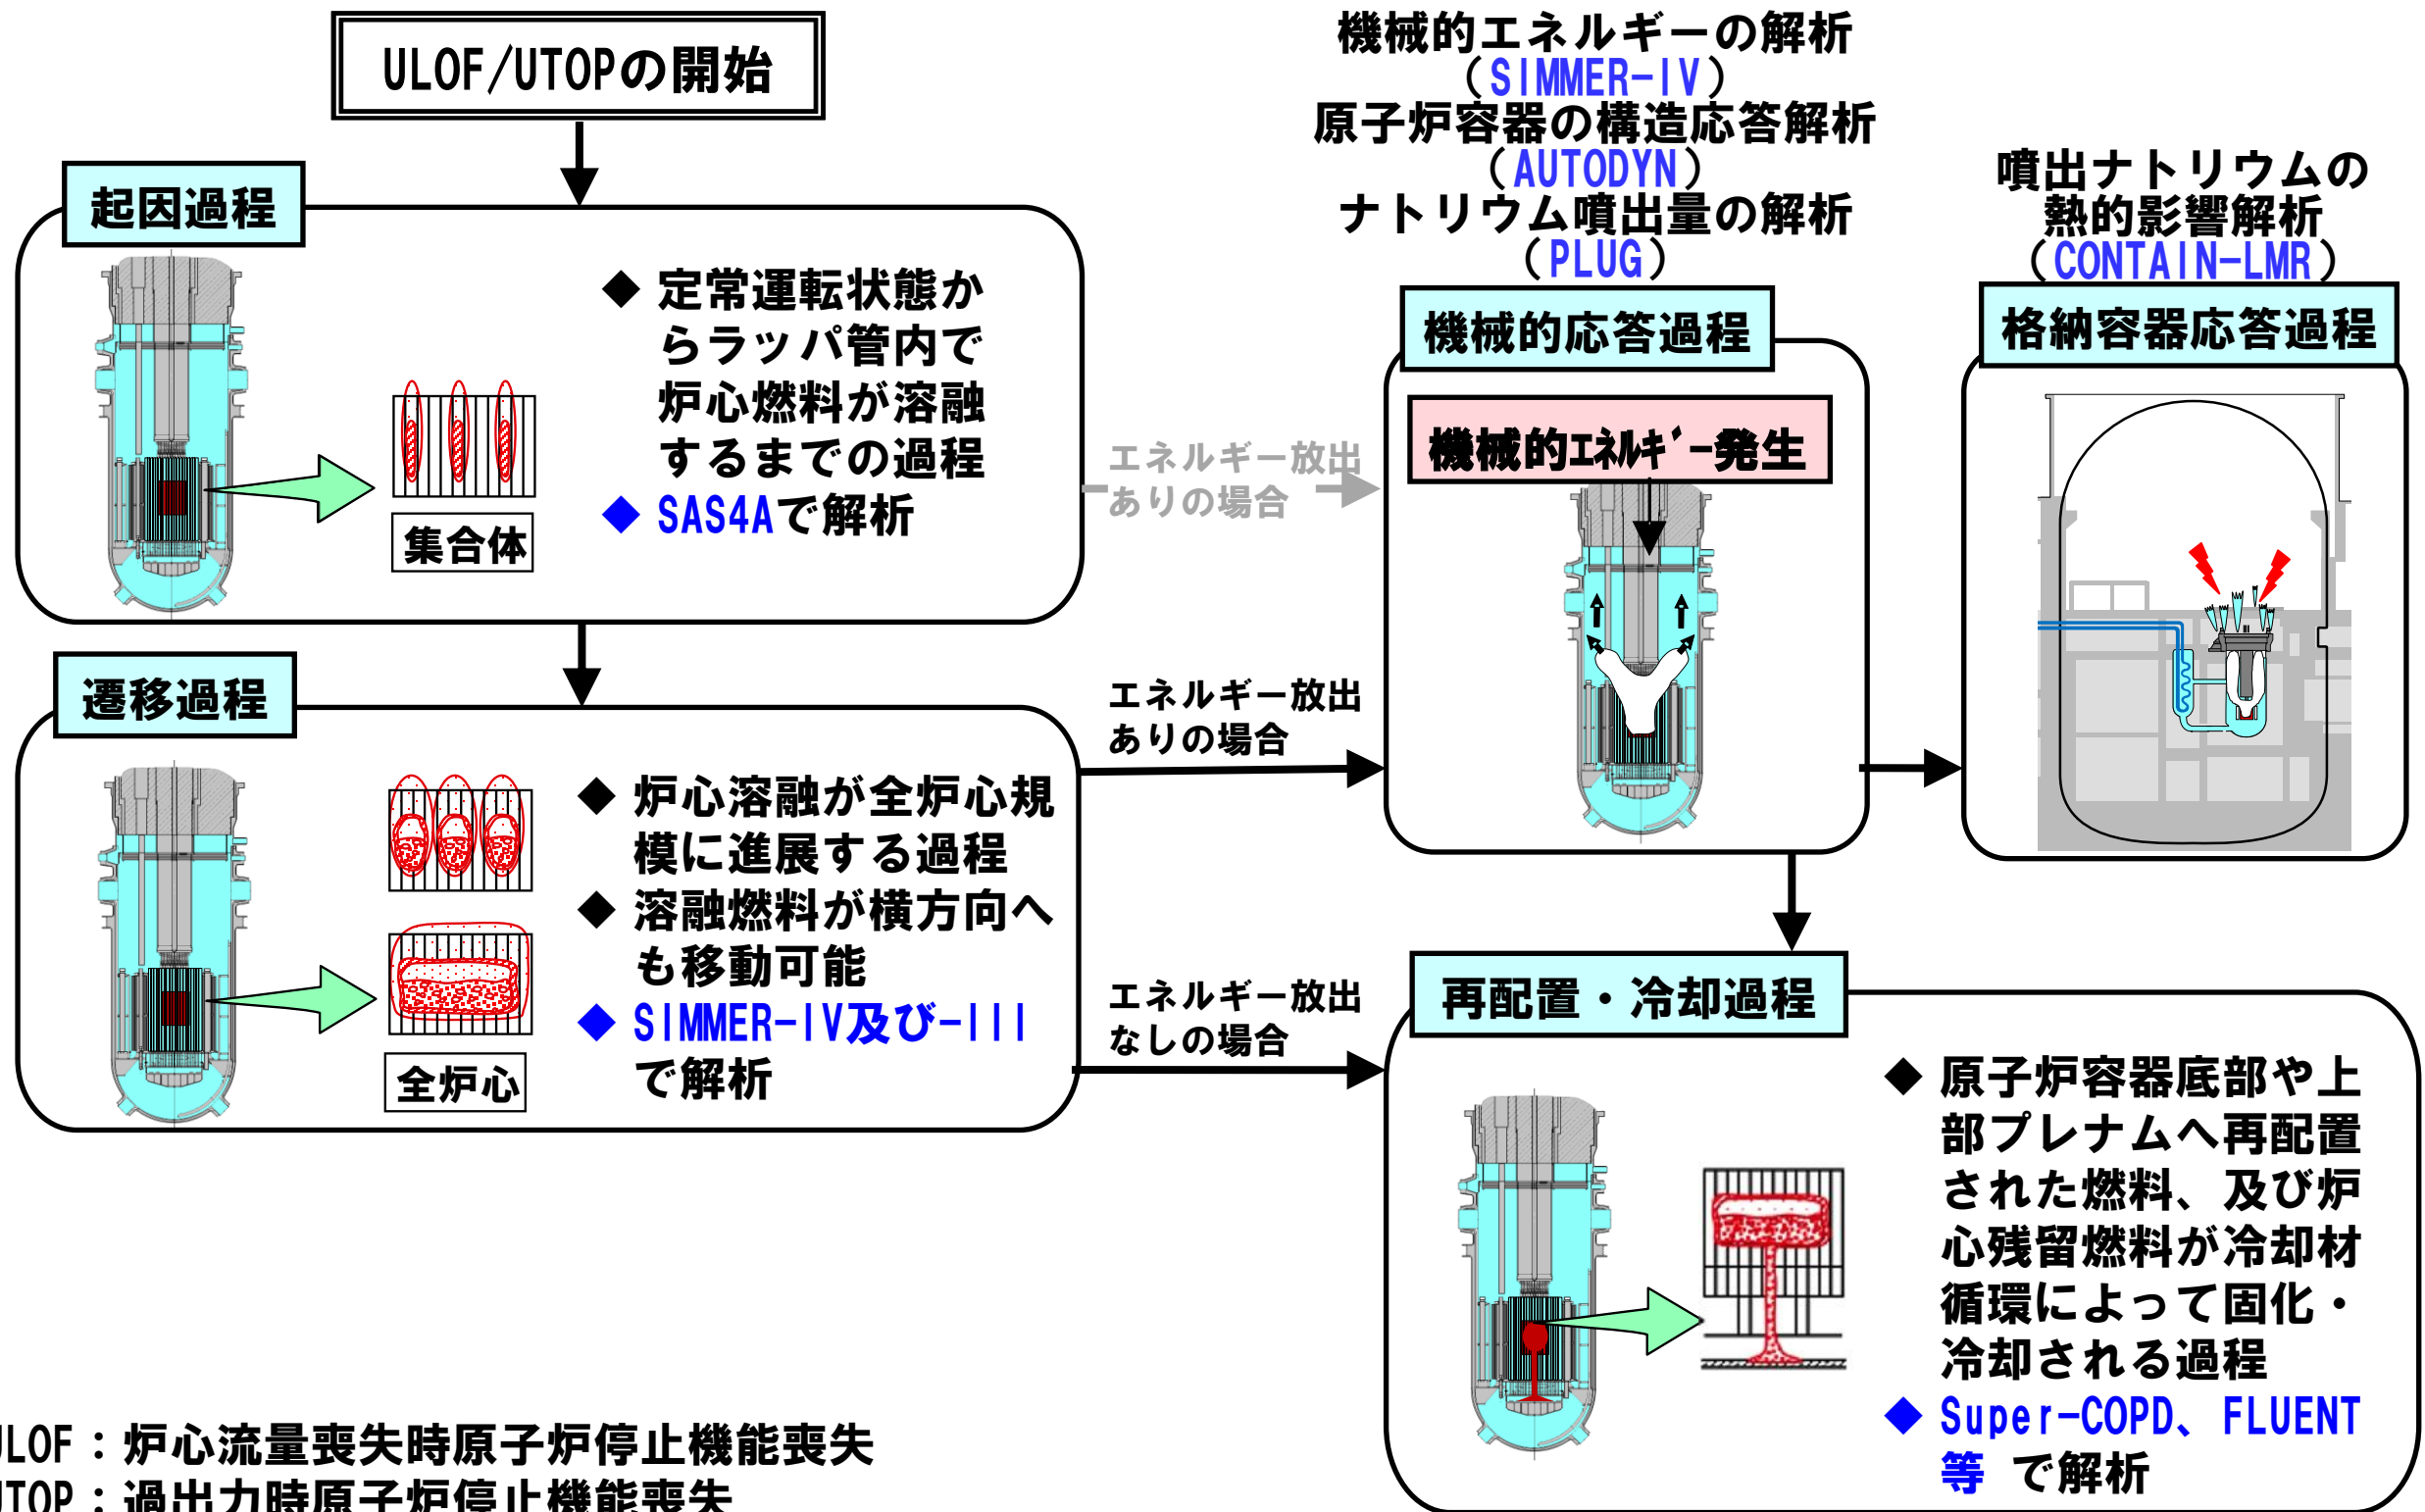 ULOF/UTOPの開始
起因過程
◆ 定常運転状態か
らラッパ管内で
炉心燃料が溶融
するまでの過程
◆ SAS4Aで解析
集合体
エネルギー放出
ありの場合
機械的エネルギーの解析
（SIMMER-IV）
原子炉容器の構造応答解析
（AUTODYN）
ナトリウム噴出量の解析
（PLUG）
機械的応答過程
機械的ｴﾈﾙｷﾞｰ発生
噴出ナトリウムの
熱的影響解析
（CONTAIN-LMR）
格納容器応答過程
遷移過程
◆ 炉心溶融が全炉心規
模に進展する過程
◆ 溶融燃料が横方向へ
も移動可能
◆ SIMMER-IV及び-III
で解析
全炉心
エネルギー放出
ありの場合
エネルギー放出
なしの場合
再配置・冷却過程
◆ 原子炉容器底部や上
部プレナムへ再配置
された燃料、及び炉
心残留燃料が冷却材
循環によって固化・
冷却される過程
◆ Super-COPD、FLUENT
等 で解析
ULOF：炉心流量喪失時原子炉停止機能喪失
UTOP：過出力時原子炉停止機能喪失